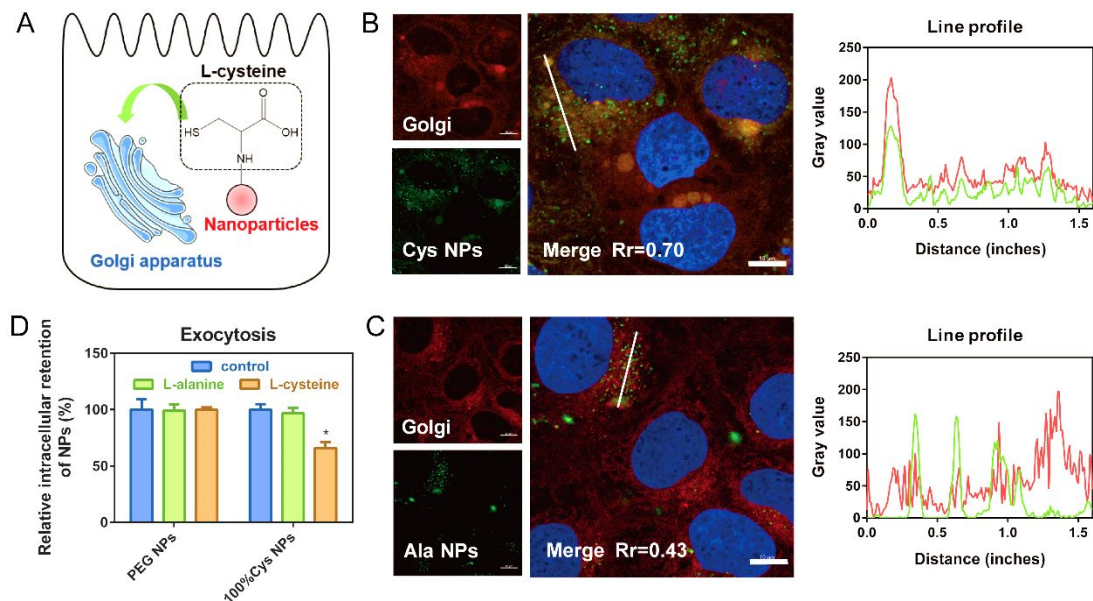 A
L-cysteine
HS
O
OH
NH
Nanoparticles
Golgi apparatus
B
Golgi
Cys NPs
Merge Rr=0.70
10 μm
Line profile
Gray value
250
200
150
100
50
0
0.0 0.5 1.0 1.5
Distance (inches)
D
Exocytosis
control
L-alanine L-cysteine
Relative intracellular retention
of NPs (%)
150
100
50
0
*
PEG NPs
100%Cys NPs
C
Golgi
Ala NPs
Merge Rr=0.43
10 μm
Line profile
Gray value
250
200
150
100
50
0
0.0 0.5 1.0 1.5
Distance (inches)